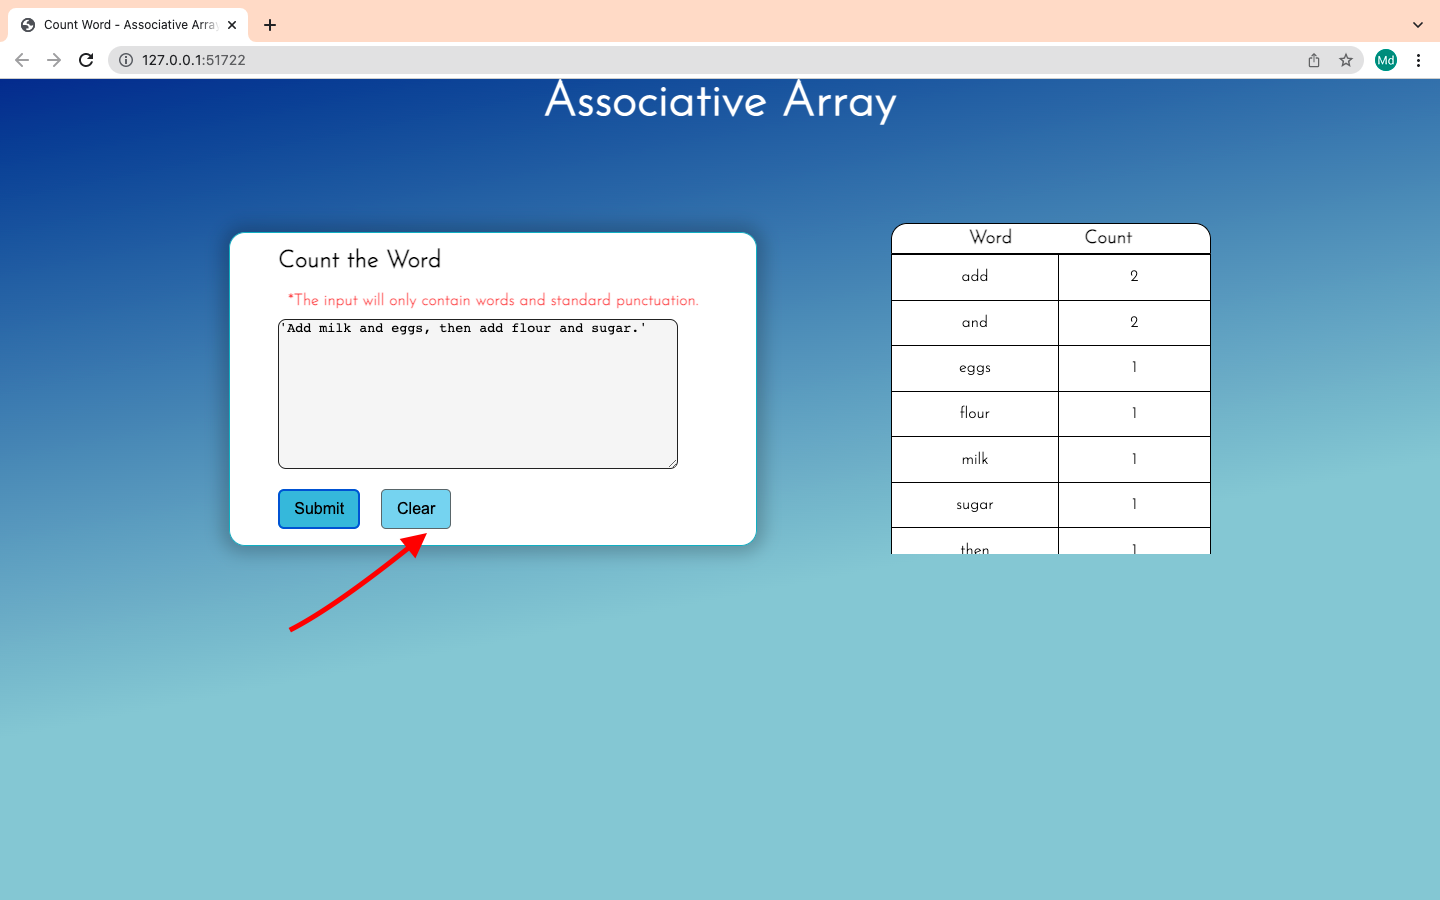 Count Word - Associative Arra
127.0.0.1:51722
Md
Associative Array
Count the Word
*The input will only contain words and standard punctuation.
'Add milk and eggs, then add flour and sugar.'
Submit Clear
Word Count
add 2
and 2
eggs 1
flour 1
milk 1
sugar 1
then 1